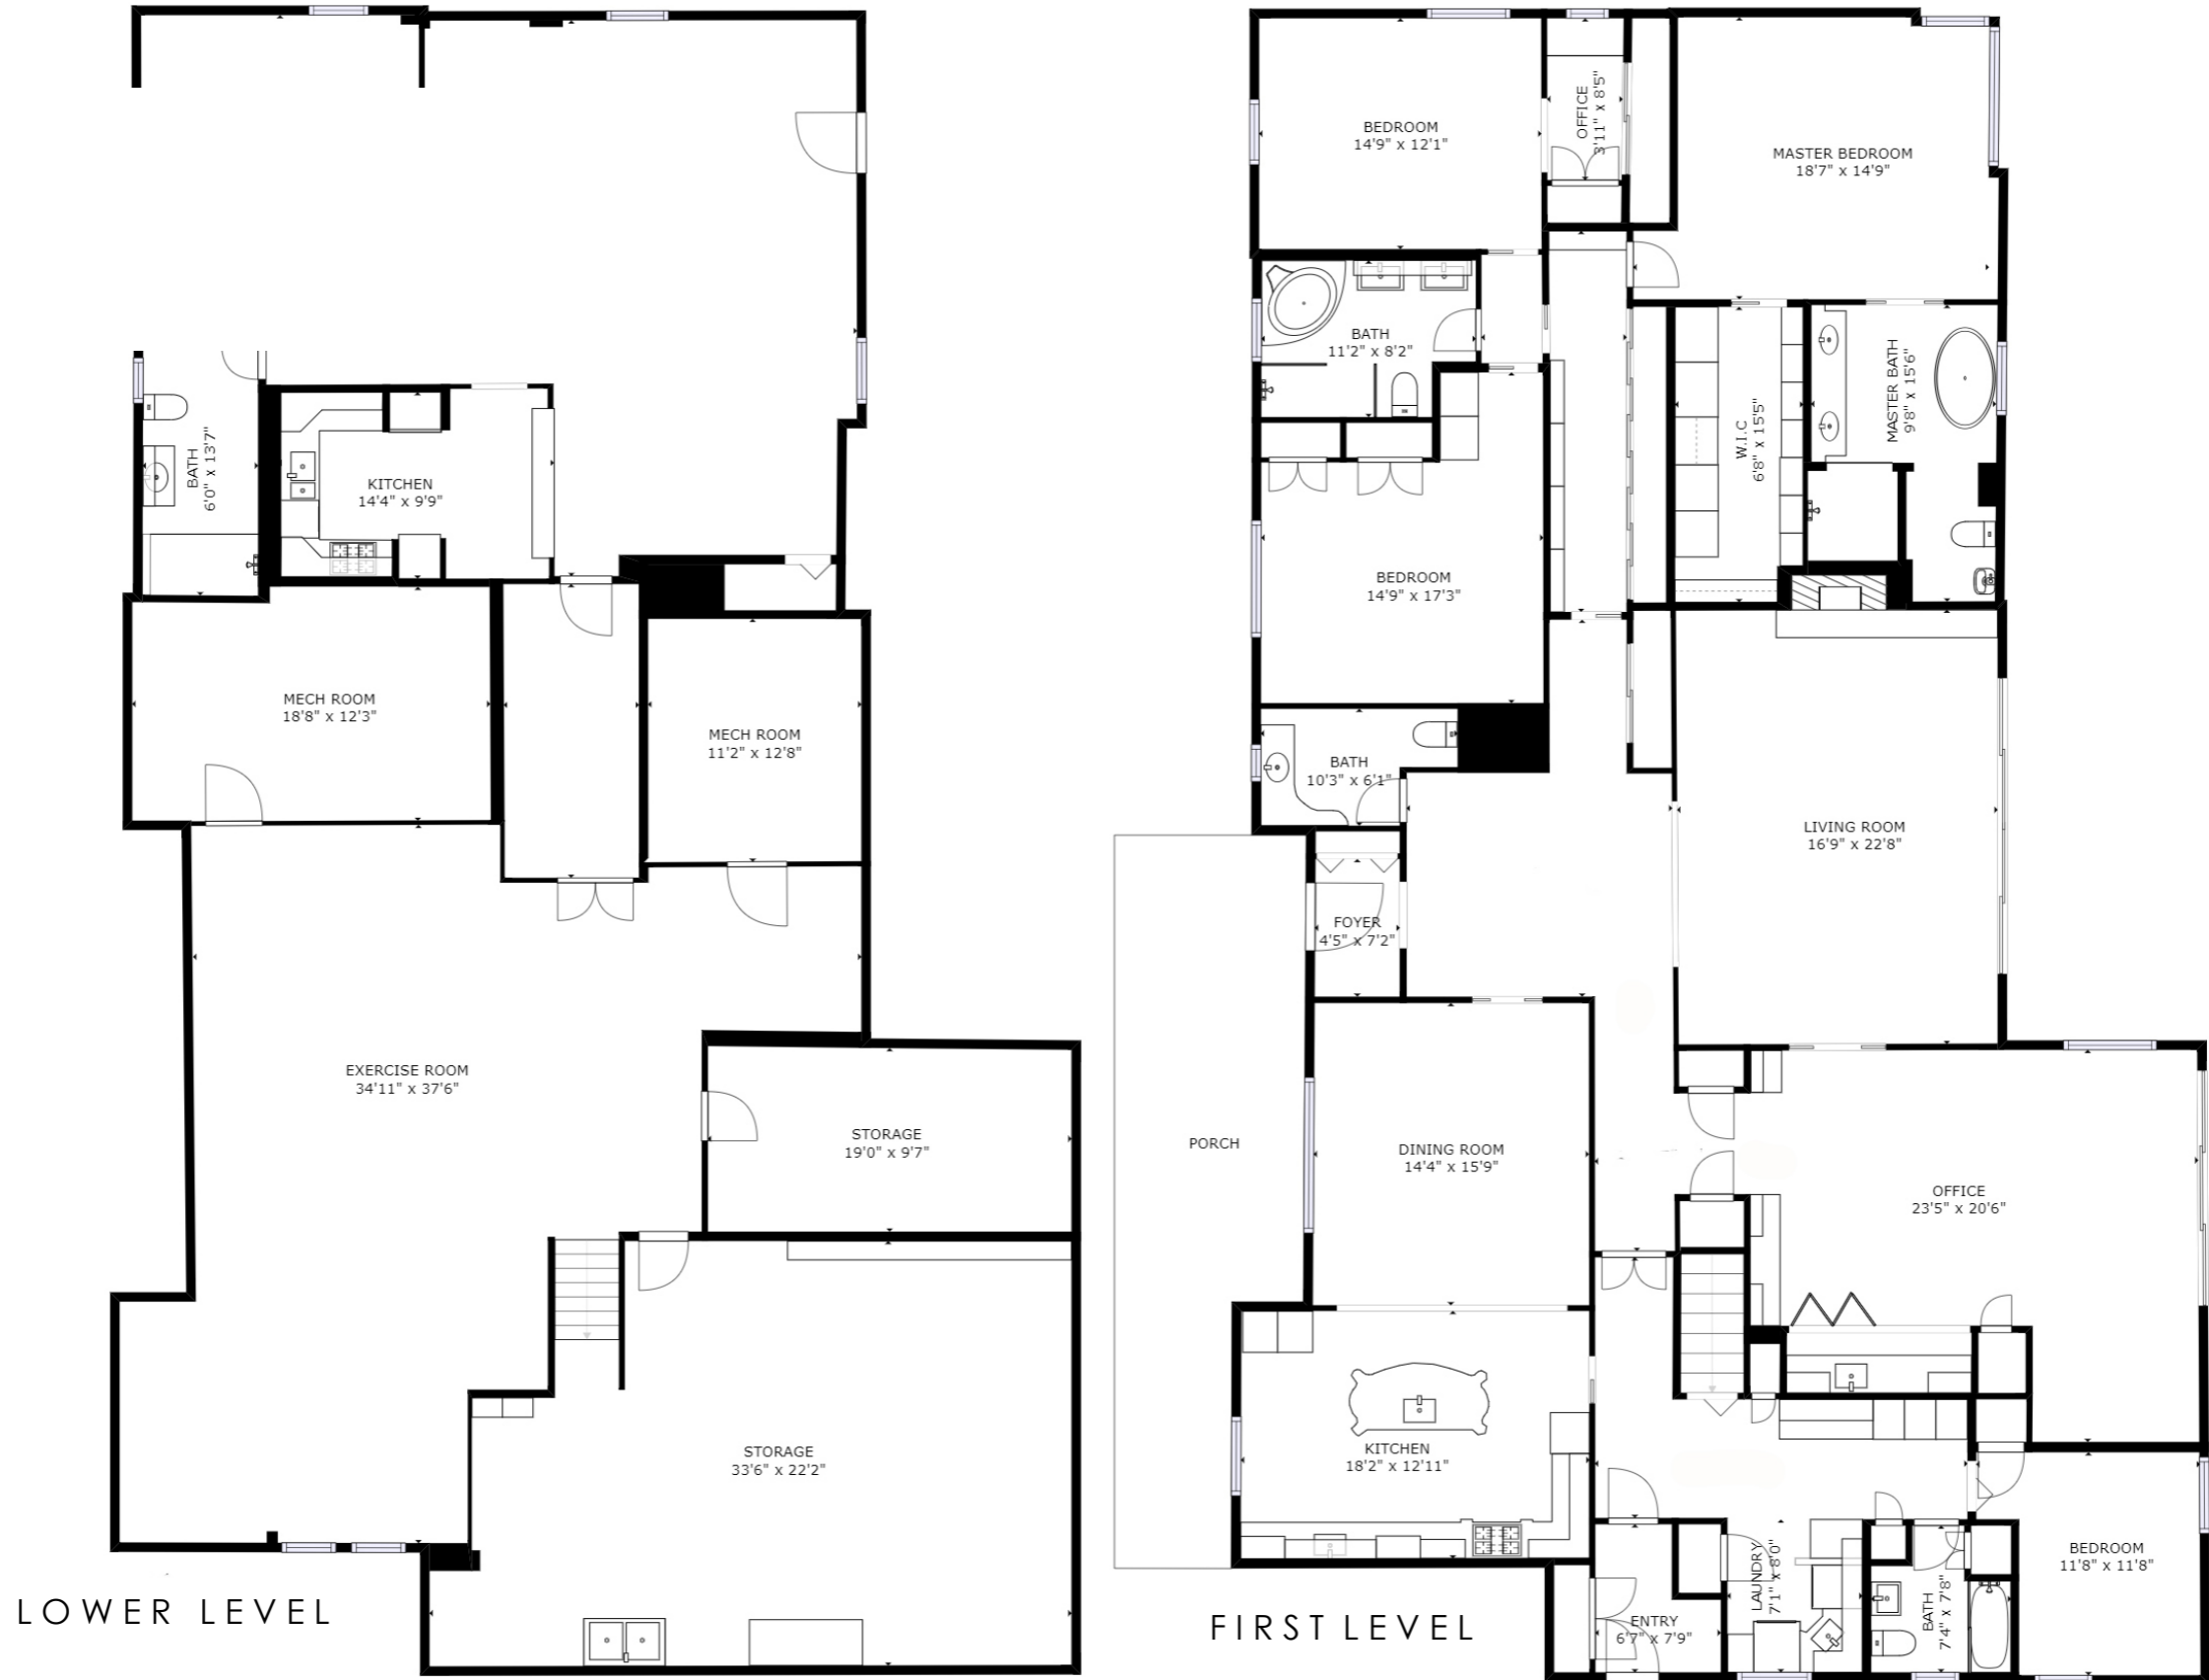 BATH
6'0" x 13'7"
KITCHEN
14'4" x 9'9"
MECH ROOM
18'8" x 12'3"
MECH ROOM
11'2" x 12'8"
EXERCISE ROOM
34'11" x 37'6"
STORAGE
19'0" x 9'7"
STORAGE
33'6" x 22'2"
LOWER LEVEL
BEDROOM
14'9" x 12'1"
OFFICE
3'11" x 8'5"
MASTER BEDROOM
18'7" x 14'9"
BATH
11'2" x 8'2"
W.I.C
6'8" x 15'5"
MASTER BATH
9'8" x 15'6"
BEDROOM
14'9" x 17'3"
BATH
10'3" x 6'1"
LIVING ROOM
16'9" x 22'8"
FOYER
4'5" x 7'2"
PORCH
DINING ROOM
14'4" x 15'9"
OFFICE
23'5" x 20'6"
KITCHEN
18'2" x 12'11"
BEDROOM
11'8" x 11'8"
LAUNDRY
7'1" x 8'0"
BATH
7'4" x 7'8"
ENTRY
6'7" x 7'9"
FIRST LEVEL